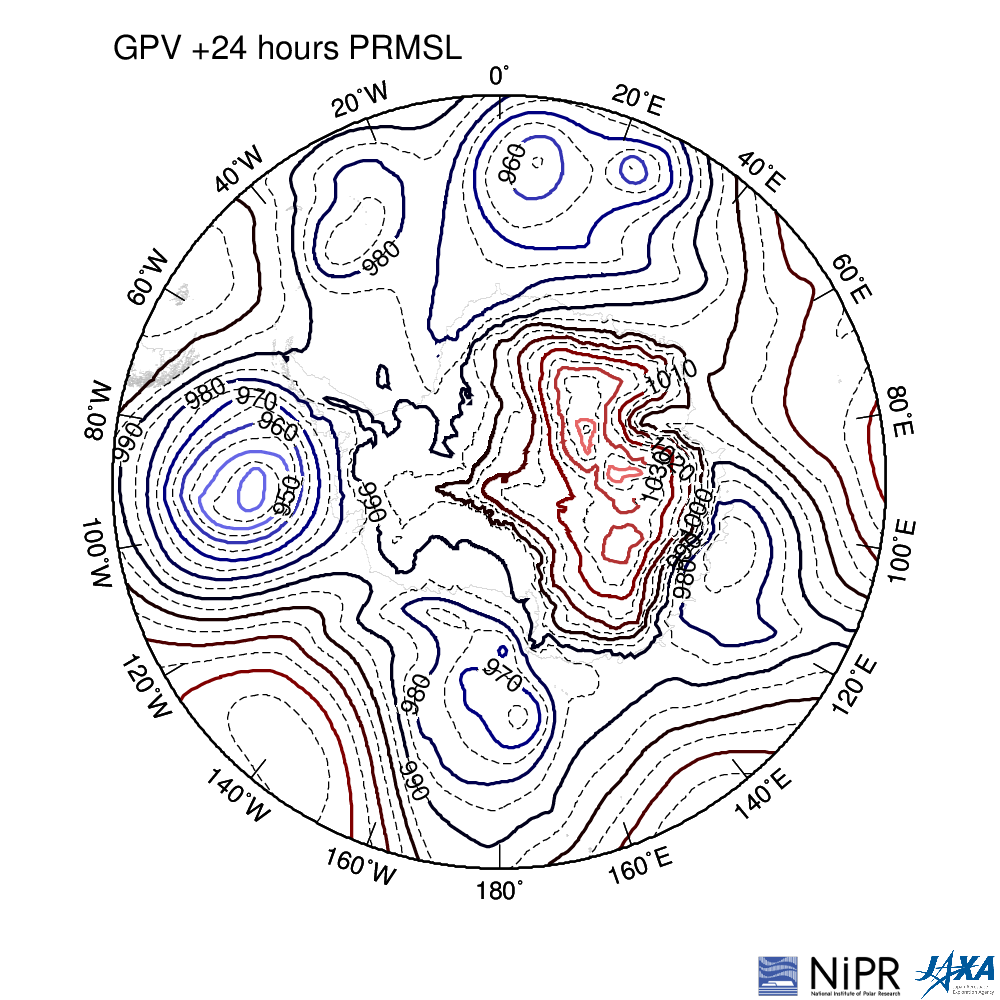 GPV +24 hours PRMSL
0°
20°W
20°E
40°W
40°E
60°W
60°E
80°W
80°E
100°W
100°E
120°W
120°E
140°W
140°E
160°W
160°E
180°
960
980
1010
980
970
960
990
950
990
1030
1000
980
970
980
990
NiPR
National Institute of Polar Research
JAXA
Exploration Agency